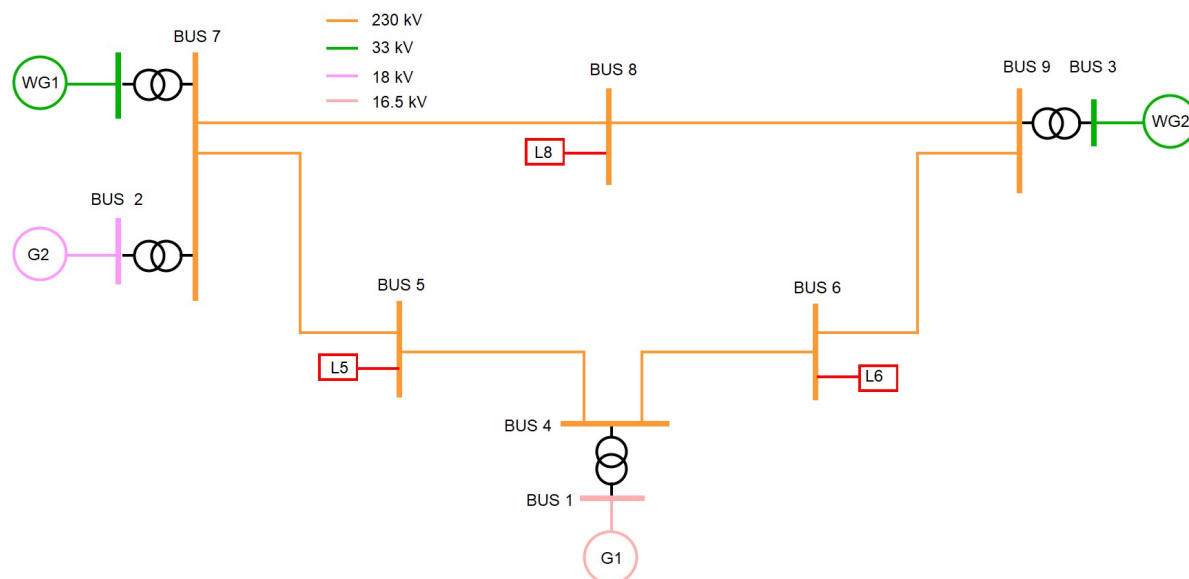 230 kV
33 kV
18 kV
16.5 kV
BUS 7
WG1
BUS 8
BUS 9
BUS 3
WG2
L8
BUS 2
G2
BUS 5
BUS 6
L5
L6
BUS 4
BUS 1
G1